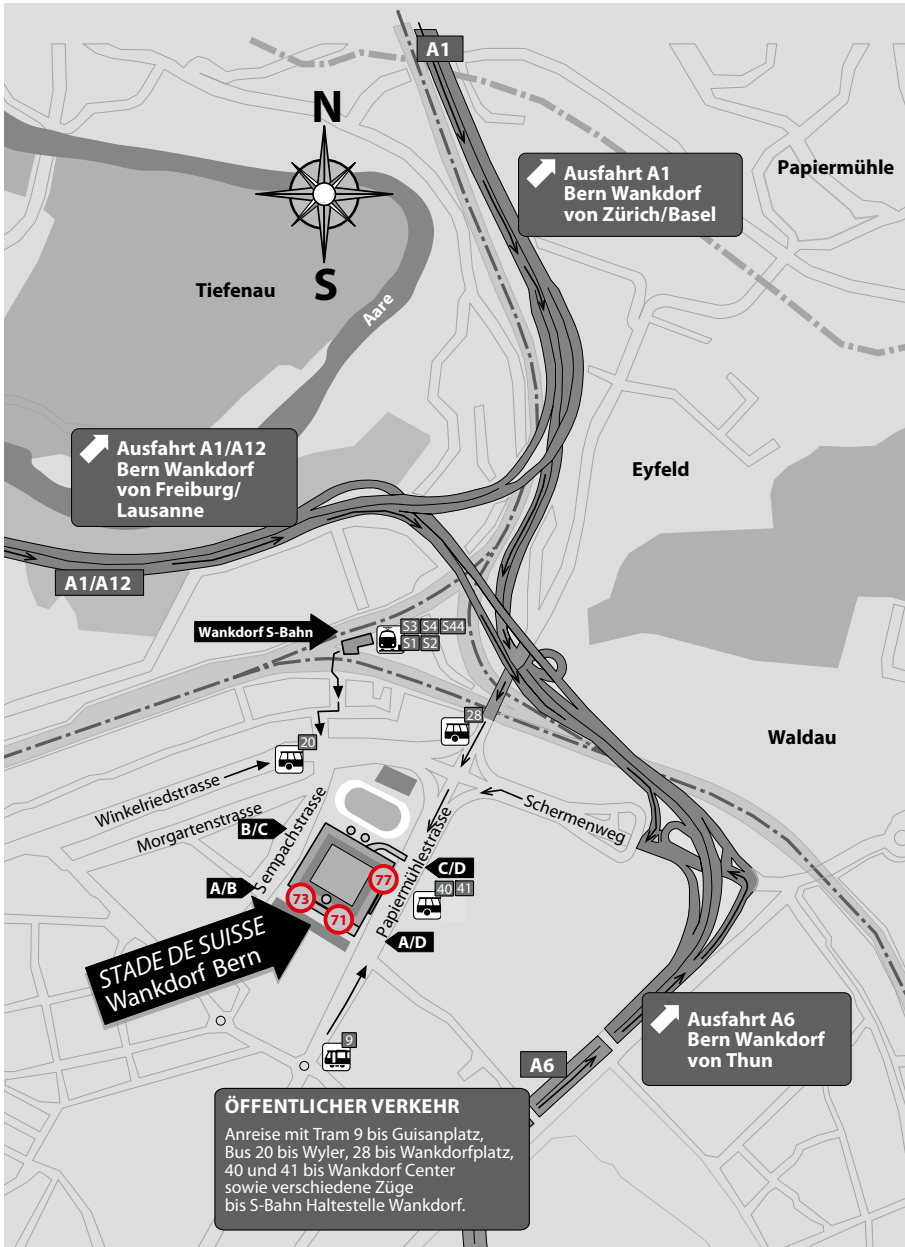 A1
N
Ausfahrt A1
Bern Wankdorf
von Zürich/Basel
Papiermühle
S
Tiefenau
Aare
Ausfahrt A1/A12
Bern Wankdorf
von Freiburg/
Lausanne
Eyfeld
A1/A12
Wankdorf S-Bahn
S3 S4 S44
S1 S2
28
20
Waldau
Winkelriedstrasse
Morgartenstrasse
Sempachstrasse
Papiermühlestrasse
Schermenweg
B/C
C/D
A/B
77
73
71
40 41
A/D
STADE DE SUISSE
Wankdorf Bern
9
A6
Ausfahrt A6
Bern Wankdorf
von Thun
ÖFFENTLICHER VERKEHR
Anreise mit Tram 9 bis Guisanplatz,
Bus 20 bis Wyler, 28 bis Wankdorfplatz,
40 und 41 bis Wankdorf Center
sowie verschiedene Züge
bis S-Bahn Haltestelle Wankdorf.